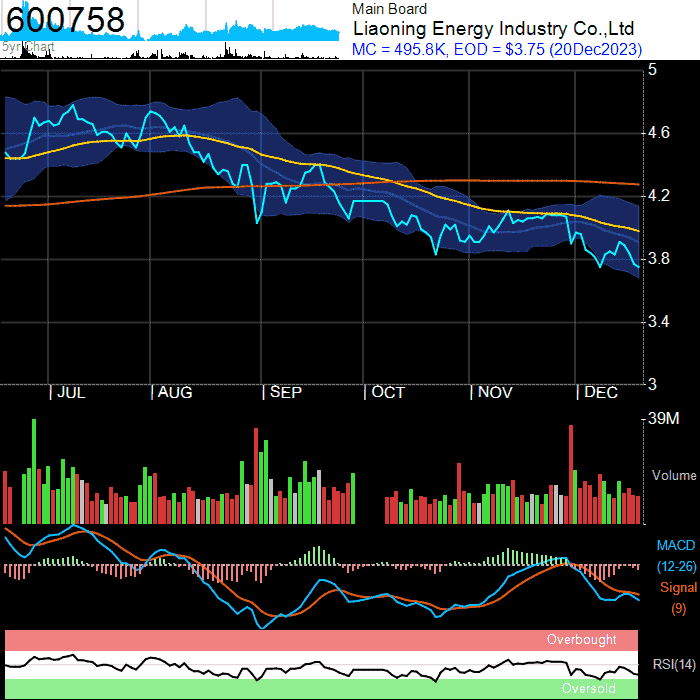 600758
5yr Chart
Main Board
Liaoning Energy Industry Co.,Ltd
MC = 495.8K, EOD = $3.75 (20Dec2023)
5
4.6
4.2
3.8
3.4
3
| JUL | AUG | SEP | OCT | NOV | DEC
39M
Volume
MACD
(12-26)
Signal
(9)
Overbought
RSI(14)
Oversold